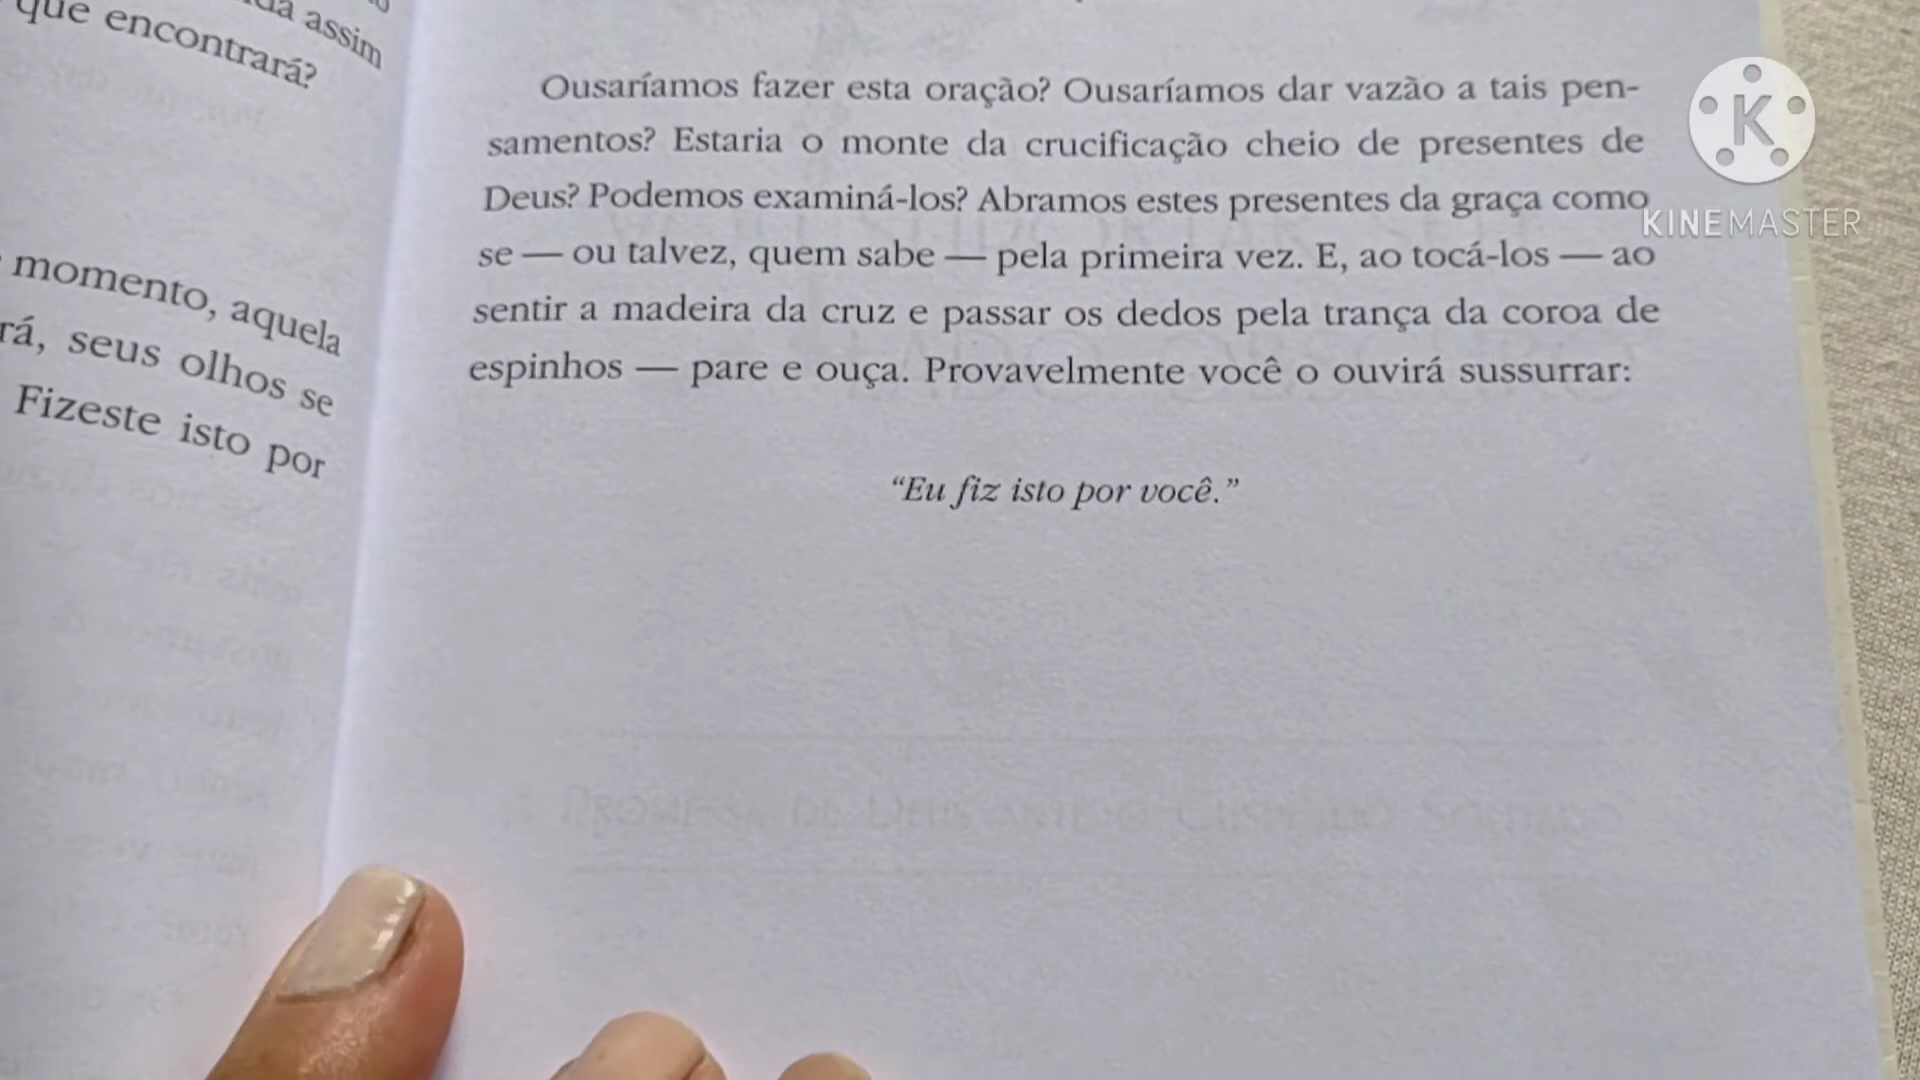 que encontrará?
assim
momento, aquela
rá, seus olhos se
Fizeste isto por
Ousaríamos fazer esta oração? Ousaríamos dar vazão a tais pen-
samentos? Estaria o monte da crucificação cheio de presentes de
Deus? Podemos examiná-los? Abramos estes presentes da graça como
se — ou talvez, quem sabe — pela primeira vez. E, ao tocá-los — ao
sentir a madeira da cruz e passar os dedos pela trança da coroa de
espinhos — pare e ouça. Provavelmente você o ouvirá sussurrar:
“Eu fiz isto por você.”
K
KINEMASTER